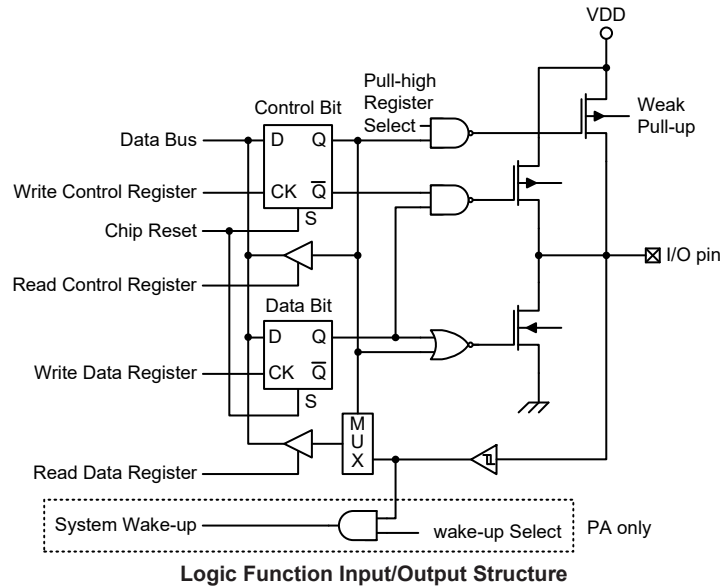 VDD
Pull-high
Register
Select
Weak
Pull-up
Control Bit
Data Bus
D
Q
Write Control Register
CK
Q̅
Chip Reset
S
I/O pin
Read Control Register
Data Bit
D
Q
Write Data Register
CK
Q̅
S
M
U
X
Read Data Register
System Wake-up
wake-up Select
PA only
Logic Function Input/Output Structure